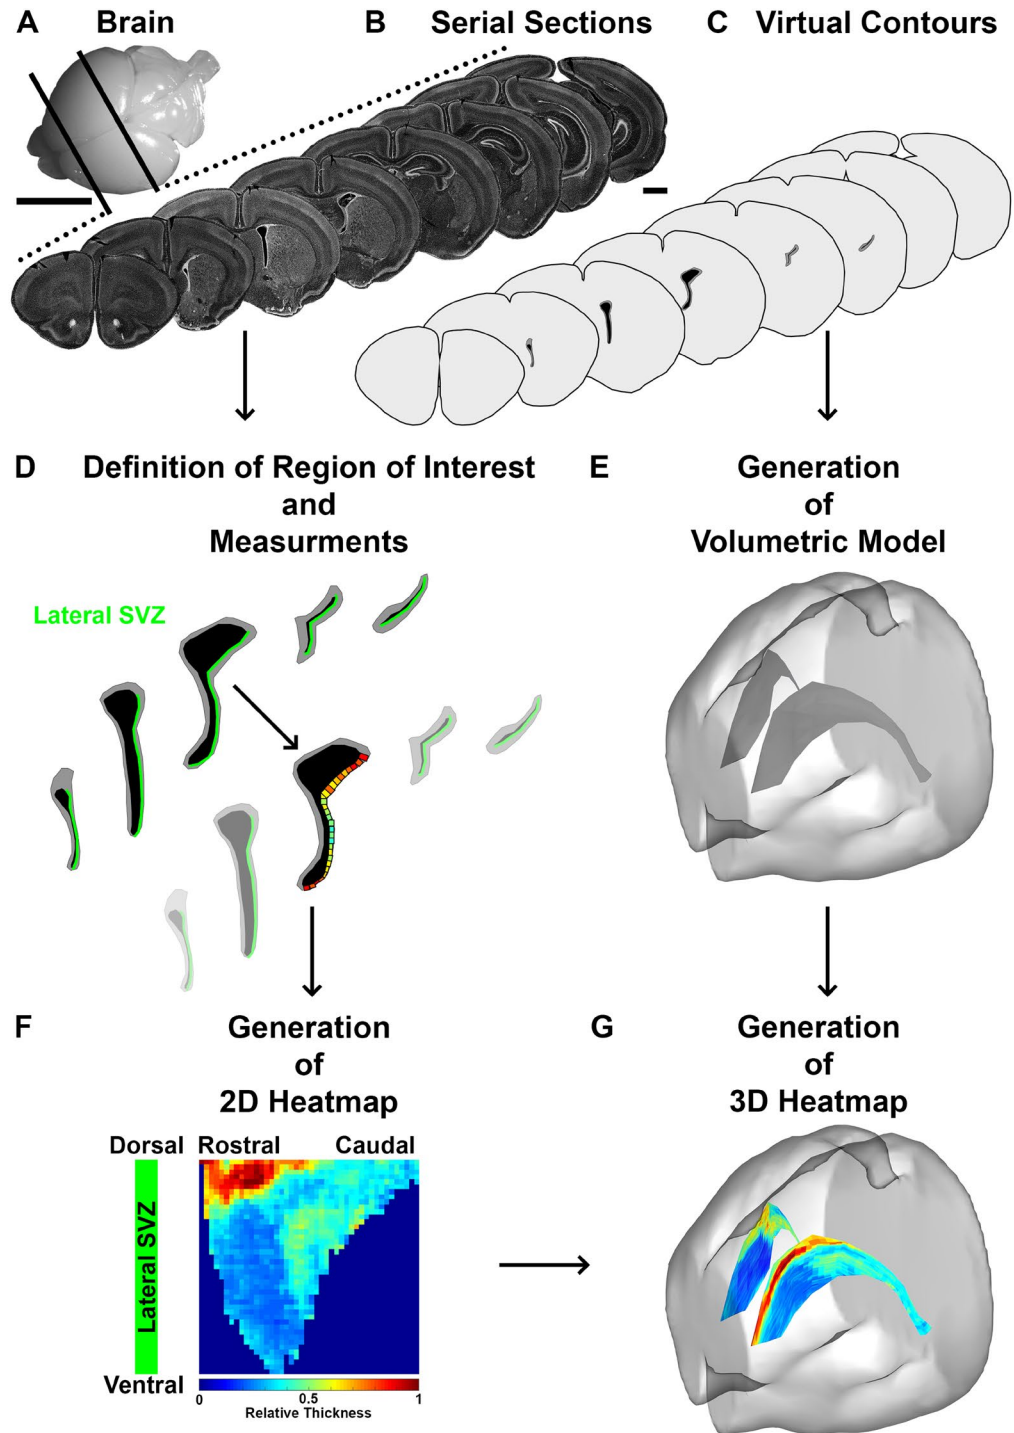 A Brain
B Serial Sections
C Virtual Contours
D Definition of Region of Interest
and
Measurments
Lateral SVZ
E Generation
of
Volumetric Model
F Generation
of
2D Heatmap
Dorsal Rostral Caudal
Lateral SVZ
Ventral
0 0.5 1
Relative Thickness
G Generation
of
3D Heatmap